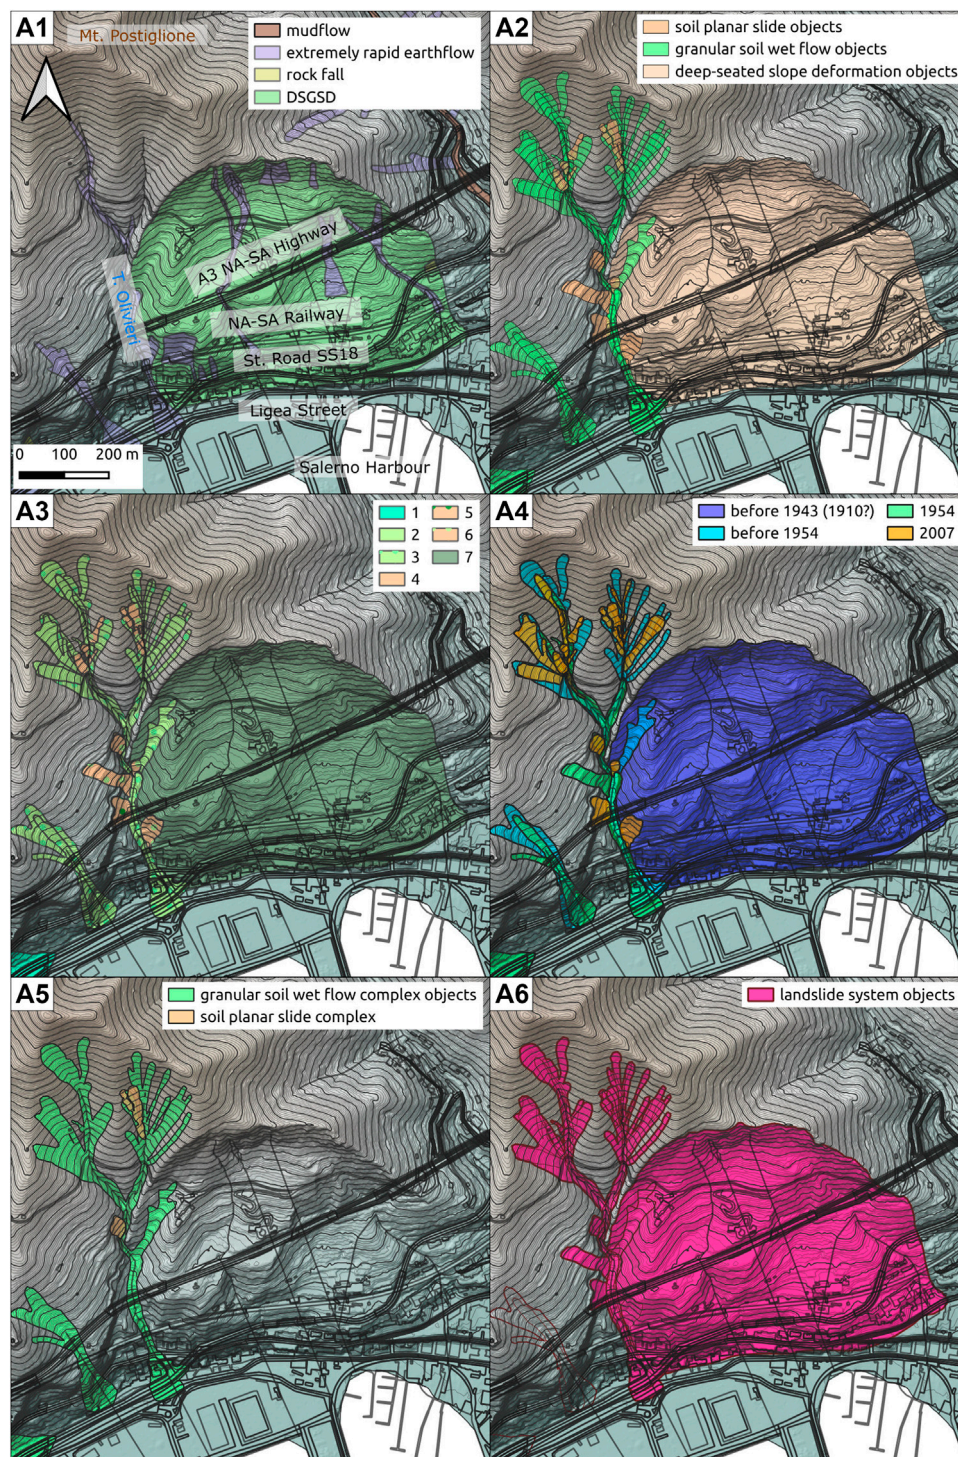 A1
Mt. Postiglione
mudflow
extremely rapid earthflow
rock fall
DSGSD
T. Olivieri
A3 NA-SA Highway
NA-SA Railway
St. Road SS18
Ligea Street
Salerno Harbour
0 100 200 m
A2
soil planar slide objects
granular soil wet flow objects
deep-seated slope deformation objects
A3
1 5
2 6
3 7
4
A4
before 1943 (1910?) 1954
before 1954 2007
A5
granular soil wet flow complex objects
soil planar slide complex
A6
landslide system objects